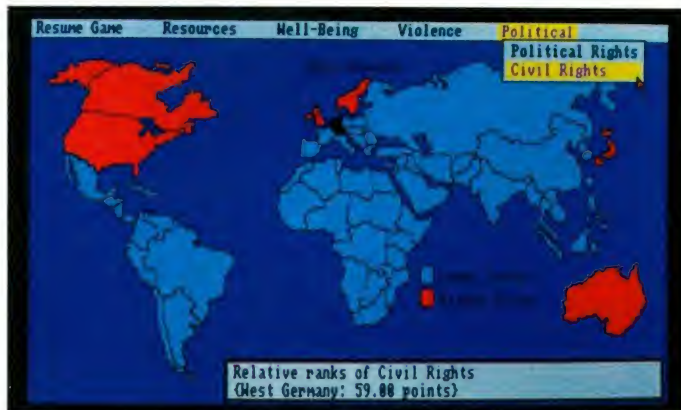 Resume Game Resources Well-Being Violence Political
Political Rights
Civil Rights
Relative ranks of Civil Rights
{West Germany: 59.00 points}